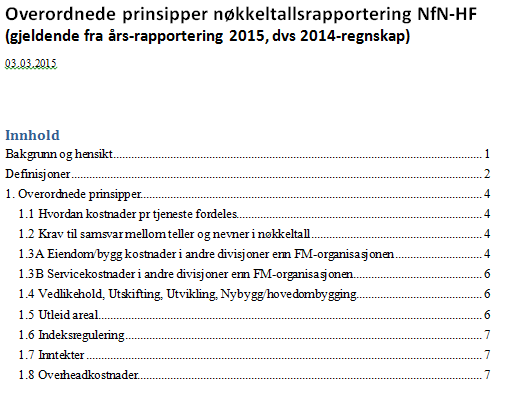 Overordnede prinsipper nøkkeltallsrapportering NfN-HF
(gjeldende fra års-rapportering 2015, dvs 2014-regnskap)
03.03.2015
Innhold
Bakgrunn og hensikt 1
Definisjoner 2
1. Overordnede prinsipper 4
1.1 Hvordan kostnader pr tjeneste fordeles 4
1.2 Krav til samsvar mellom teller og nevner i nøkkeltall 4
1.3A Eiendom/bygg kostnader i andre divisjoner enn FM-organisasjonen 4
1.3B Servicekostnader i andre divisjoner enn FM-organisasjonen 6
1.4 Vedlikehold, Utskifting, Utvikling, Nybygg/hovedombygging 6
1.5 Utleid areal 6
1.6 Indeksregulering 7
1.7 Inntekter 7
1.8 Overheadkostnader 7